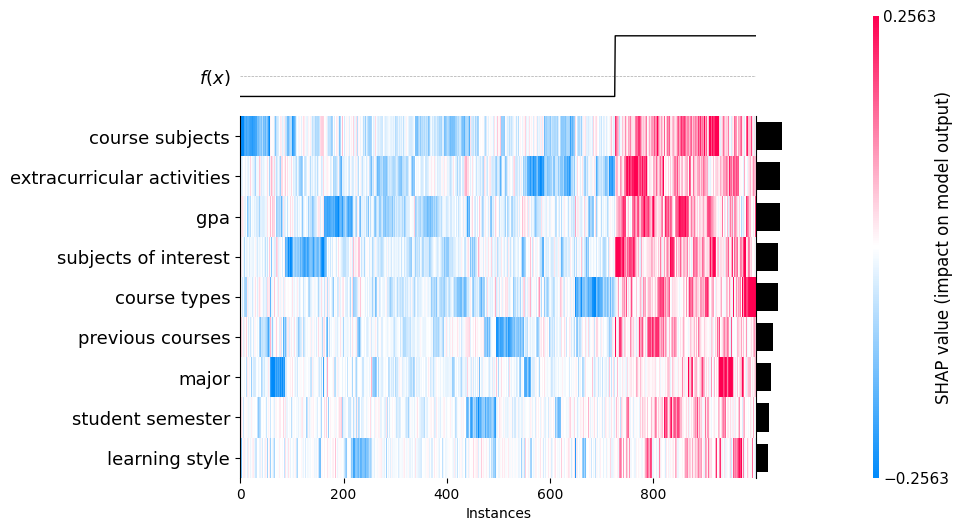 0.2563
f(x)
course subjects
extracurricular activities
gpa
subjects of interest
course types
previous courses
major
student semester
learning style
SHAP value (impact on model output)
−0.2563
0 200 400 600 800
Instances